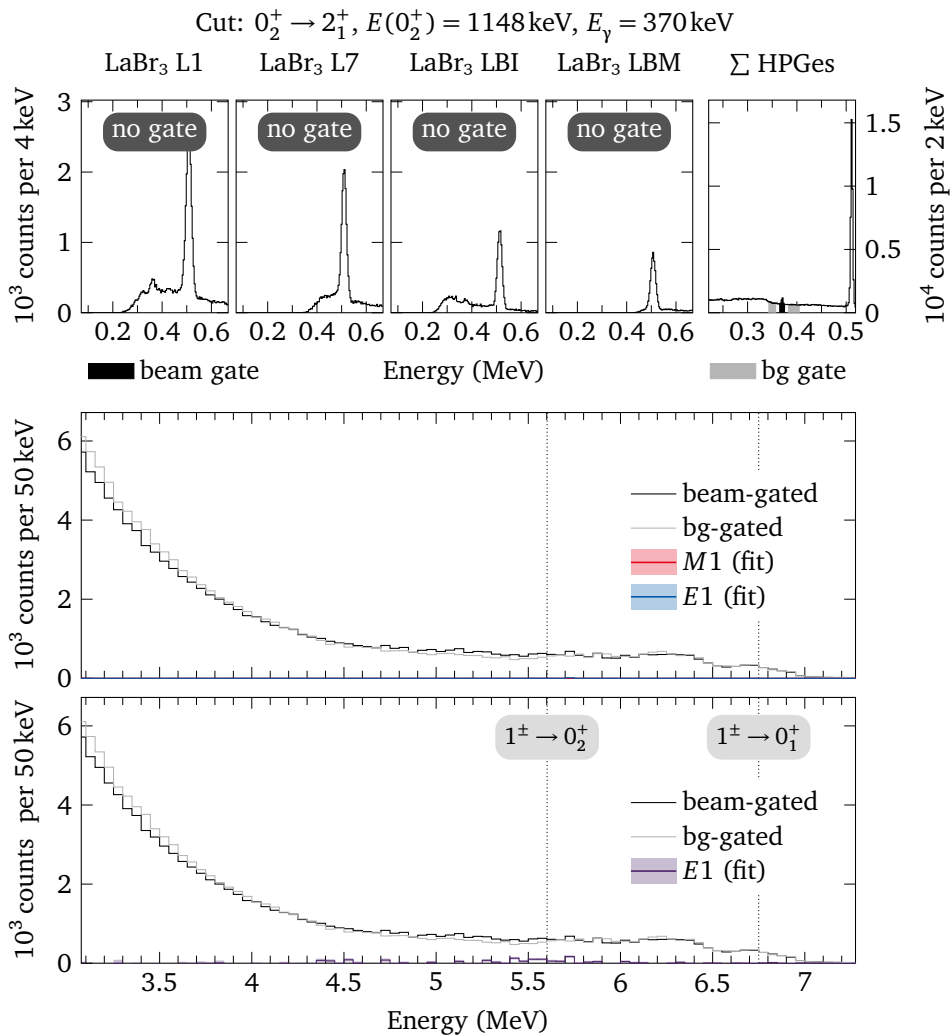 Cut: 0₂⁺ → 2₁⁺, E(0₂⁺) = 1148 keV, Eγ = 370 keV
LaBr₃ L1 LaBr₃ L7 LaBr₃ LBI LaBr₃ LBM ∑ HPGes
no gate no gate no gate no gate
10³ counts per 4 keV
3
2
1
0
10⁴ counts per 2 keV
1.5
1
0.5
0
0.2 0.4 0.6 0.2 0.4 0.6 0.2 0.4 0.6 0.2 0.4 0.6 0.3 0.4 0.5
beam gate Energy (MeV) bg gate
10³ counts per 50 keV
6
4
2
0
beam-gated
bg-gated
M1 (fit)
E1 (fit)
10³ counts per 50 keV
6
4
2
0
1± → 0₂⁺ 1± → 0₁⁺
beam-gated
bg-gated
E1 (fit)
3.5 4 4.5 5 5.5 6 6.5 7
Energy (MeV)